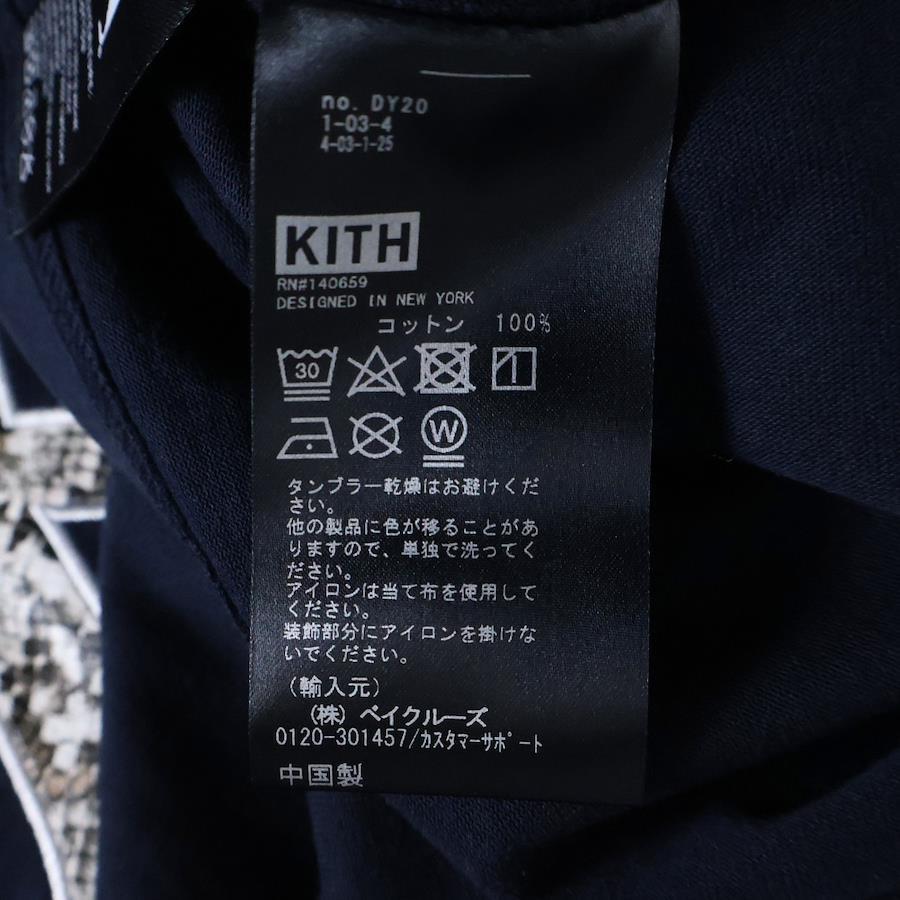 no. DY20
1-03-4
4-03-1-25
KITH
RN#140659
DESIGNED IN NEW YORK
コットン 100%
30
W
タンブラー乾燥はお避けくだ
さい。
他の製品に色が移ることがあ
りますので、単独で洗ってく
ださい。
アイロンは当て布を使用して
ください。
装飾部分にアイロンを掛けな
いでください。
(輸入元)
(株) ベイクルーズ
0120-301457/カスタマーサポート
中国製